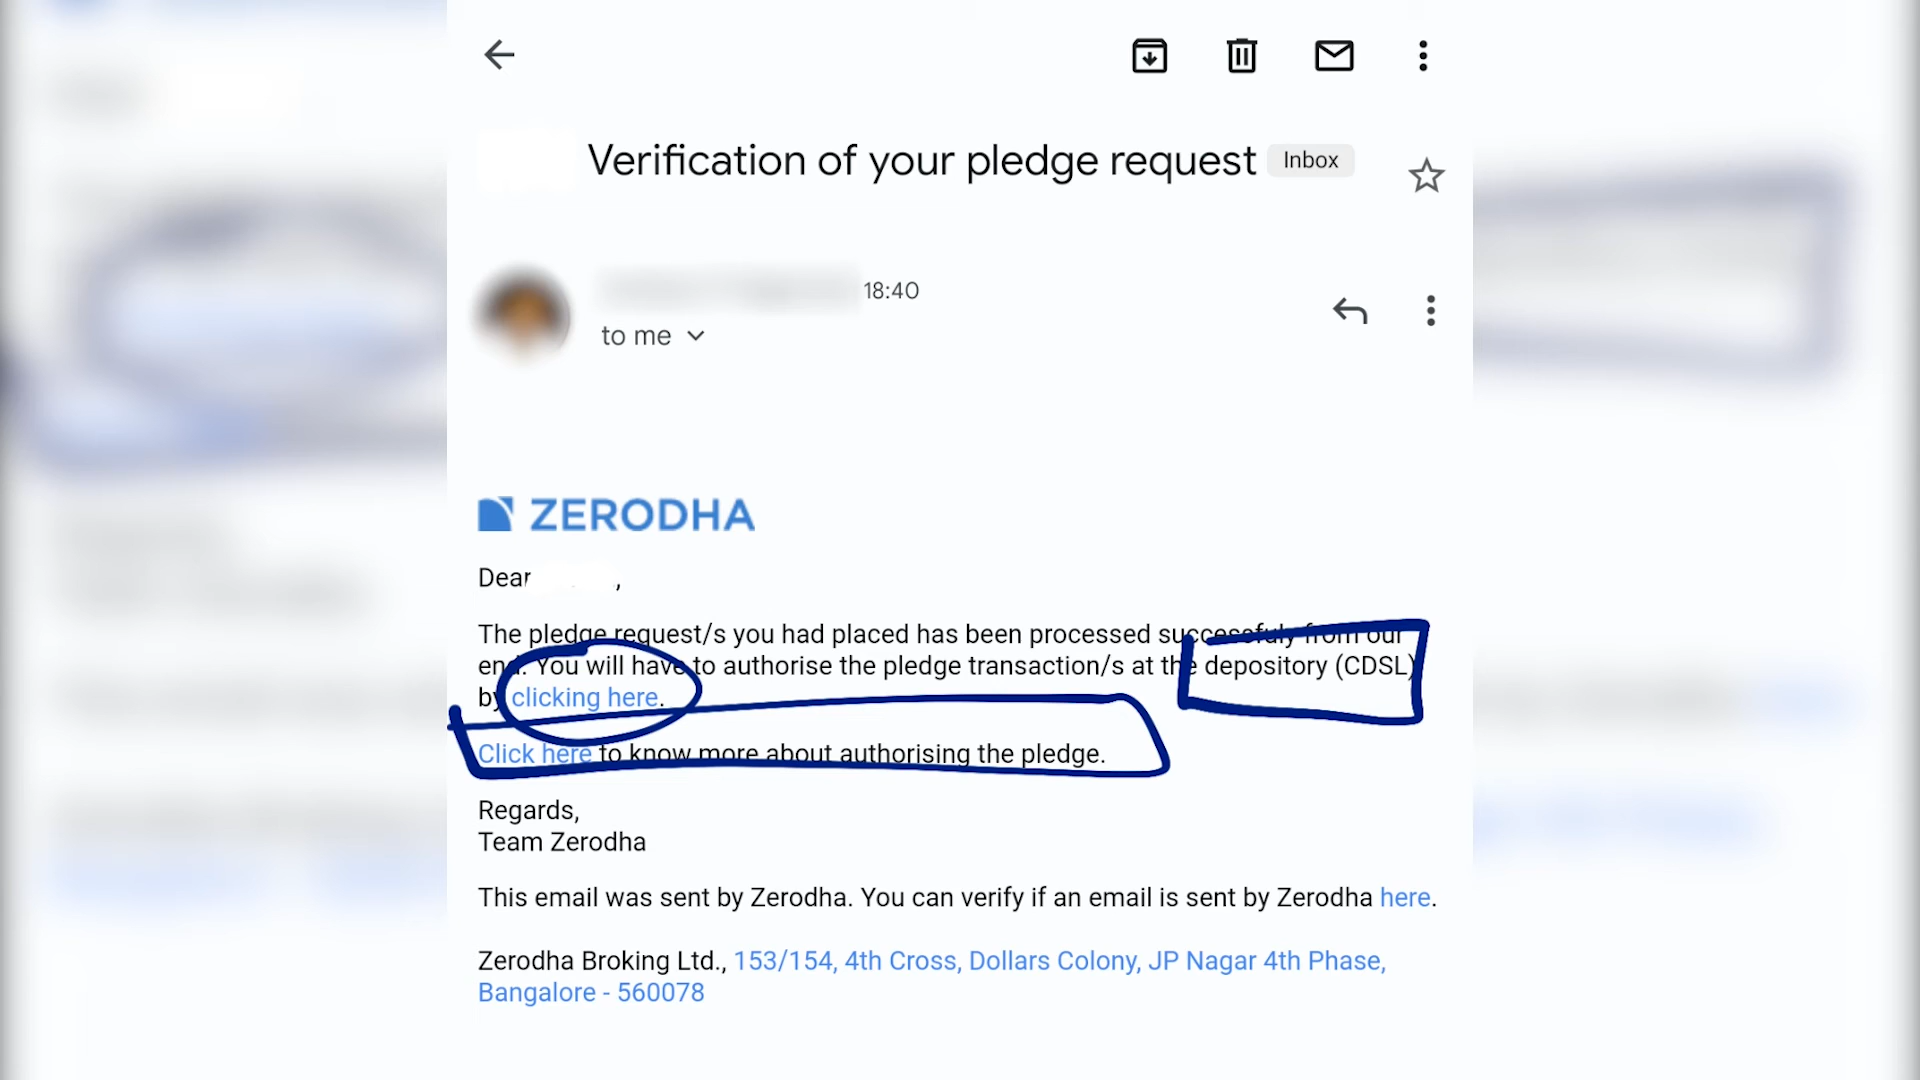 Verification of your pledge request Inbox
18:40
to me
ZERODHA
Dear ,
The pledge request/s you had placed has been processed succesefuly from our
end. You will have to authorise the pledge transaction/s at the depository (CDSL)
by clicking here.
Click here to know more about authorising the pledge.
Regards,
Team Zerodha
This email was sent by Zerodha. You can verify if an email is sent by Zerodha here.
Zerodha Broking Ltd., 153/154, 4th Cross, Dollars Colony, JP Nagar 4th Phase,
Bangalore - 560078